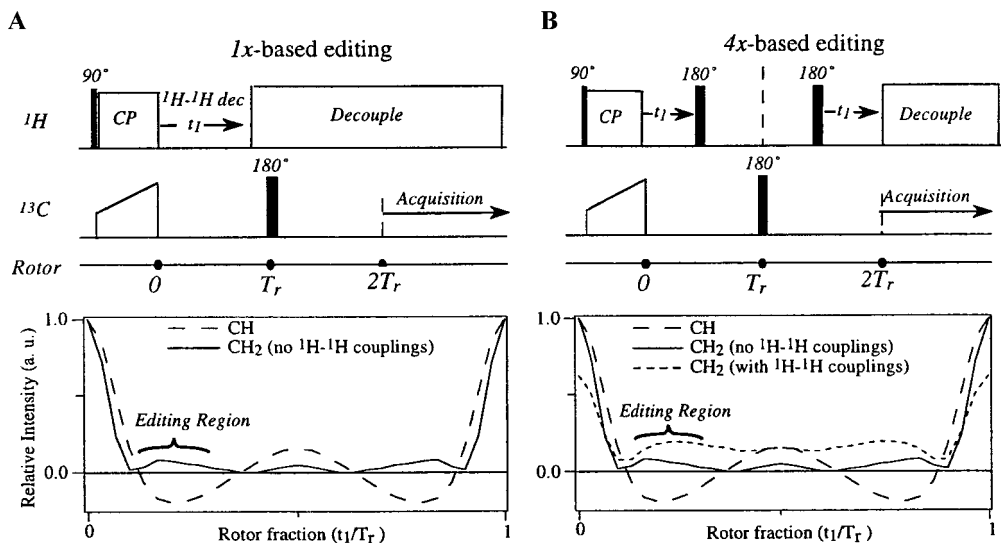 A
1x-based editing
90°
¹H-¹H dec
¹H
CP
t₁
Decouple
180°
¹³C
Acquisition
Rotor
0
Tᵣ
2Tᵣ
Relative Intensity (a. u.)
1.0
0.0
CH
CH₂ (no ¹H-¹H couplings)
Editing Region
0
1
Rotor fraction (t₁/Tᵣ)
B
4x-based editing
90°
180°
180°
CP
t₁
t₁
Decouple
180°
Acquisition
0
Tᵣ
2Tᵣ
1.0
0.0
CH
CH₂ (no ¹H-¹H couplings)
CH₂ (with ¹H-¹H couplings)
Editing Region
0
1
Rotor fraction (t₁/Tᵣ)